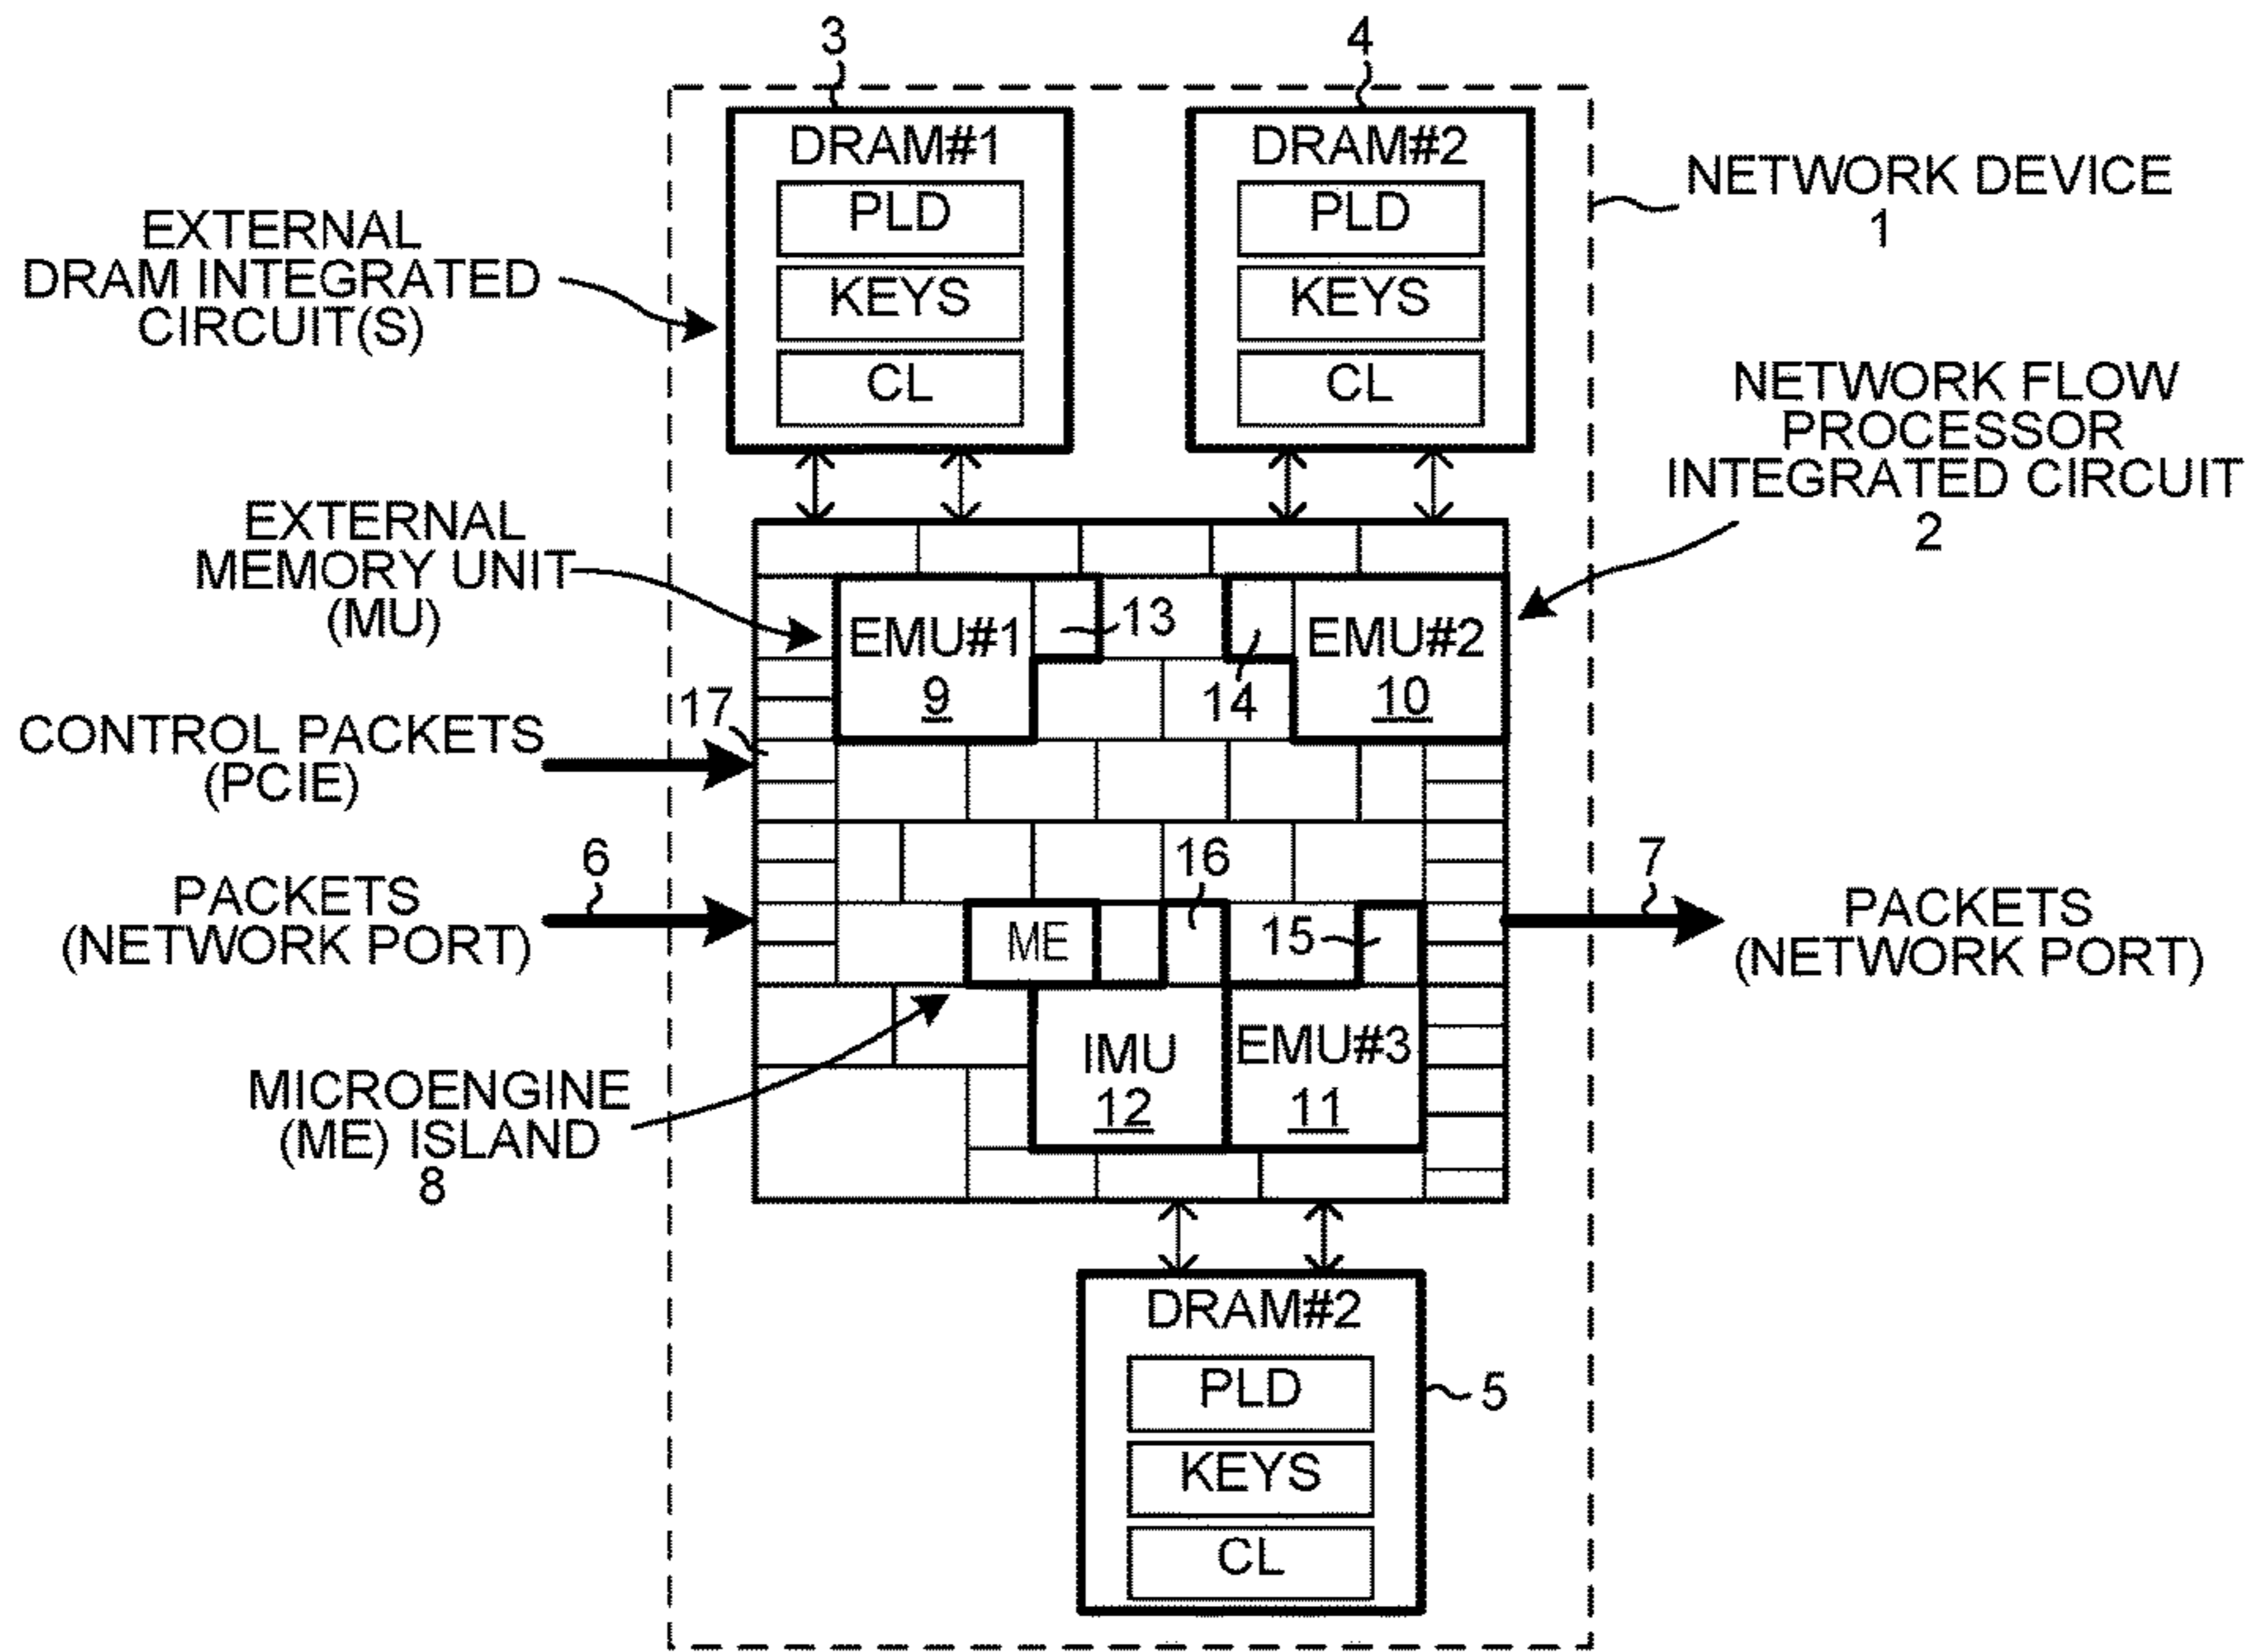 3
4
DRAM#1
PLD
KEYS
CL
DRAM#2
PLD
KEYS
CL
NETWORK DEVICE
1
EXTERNAL
DRAM INTEGRATED
CIRCUIT(S)
NETWORK FLOW
PROCESSOR
INTEGRATED CIRCUIT
2
EXTERNAL
MEMORY UNIT
(MU)
EMU#1
9
13
14
EMU#2
10
17
CONTROL PACKETS
(PCIE)
6
PACKETS
(NETWORK PORT)
16
15
ME
7
PACKETS
(NETWORK PORT)
IMU
12
EMU#3
11
MICROENGINE
(ME) ISLAND
8
DRAM#2
PLD
KEYS
CL
5